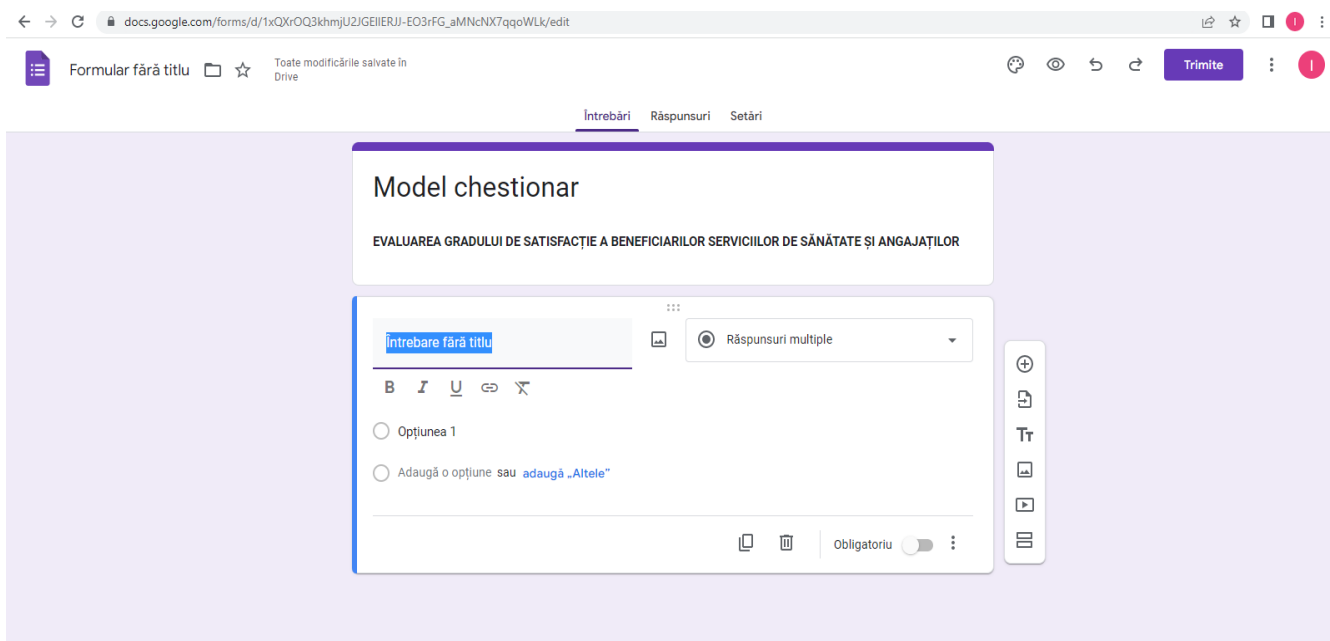 docs.google.com/forms/d/1xQXrOQ3khmjU2JGEIIERJJ-EO3rFG_aMNcNX7qqoWLk/edit
I
Formular fără titlu
Toate modificările salvate în
Drive
Trimite
I
Întrebări Răspunsuri Setări
Model chestionar
EVALUAREA GRADULUI DE SATISFACȚIE A BENEFICIARILOR SERVICIILOR DE SĂNĂTATE ȘI ANGAJAȚILOR
Întrebare fără titlu
Răspunsuri multiple
B I U
Opțiunea 1
Adaugă o opțiune sau adaugă „Altele”
Obligatoriu
Tт